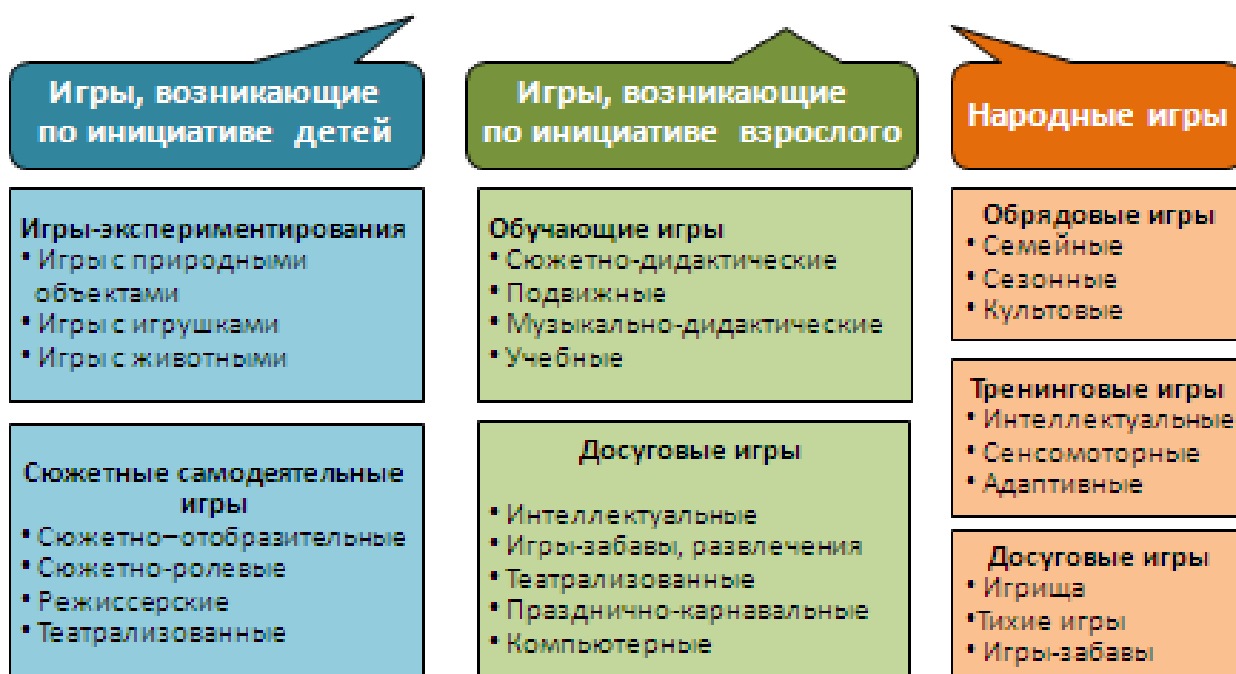 Игры, возникающие
по инициативе детей
Игры-экспериментирования
• Игры с природными
объектами
• Игры с игрушками
• Игры с животными
Сюжетные самодеятельные
игры
• Сюжетно–отобразительные
• Сюжетно-ролевые
• Режиссерские
• Театрализованные
Игры, возникающие
по инициативе взрослого
Обучающие игры
• Сюжетно-дидактические
• Подвижные
• Музыкально-дидактические
• Учебные
Досуговые игры
• Интеллектуальные
• Игры-забавы, развлечения
• Театрализованные
• Празднично-карнавальные
• Компьютерные
Народные игры
Обрядовые игры
• Семейные
• Сезонные
• Культовые
Тренинговые игры
• Интеллектуальные
• Сенсомоторные
• Адаптивные
Досуговые игры
• Игрища
•Тихие игры
• Игры-забавы